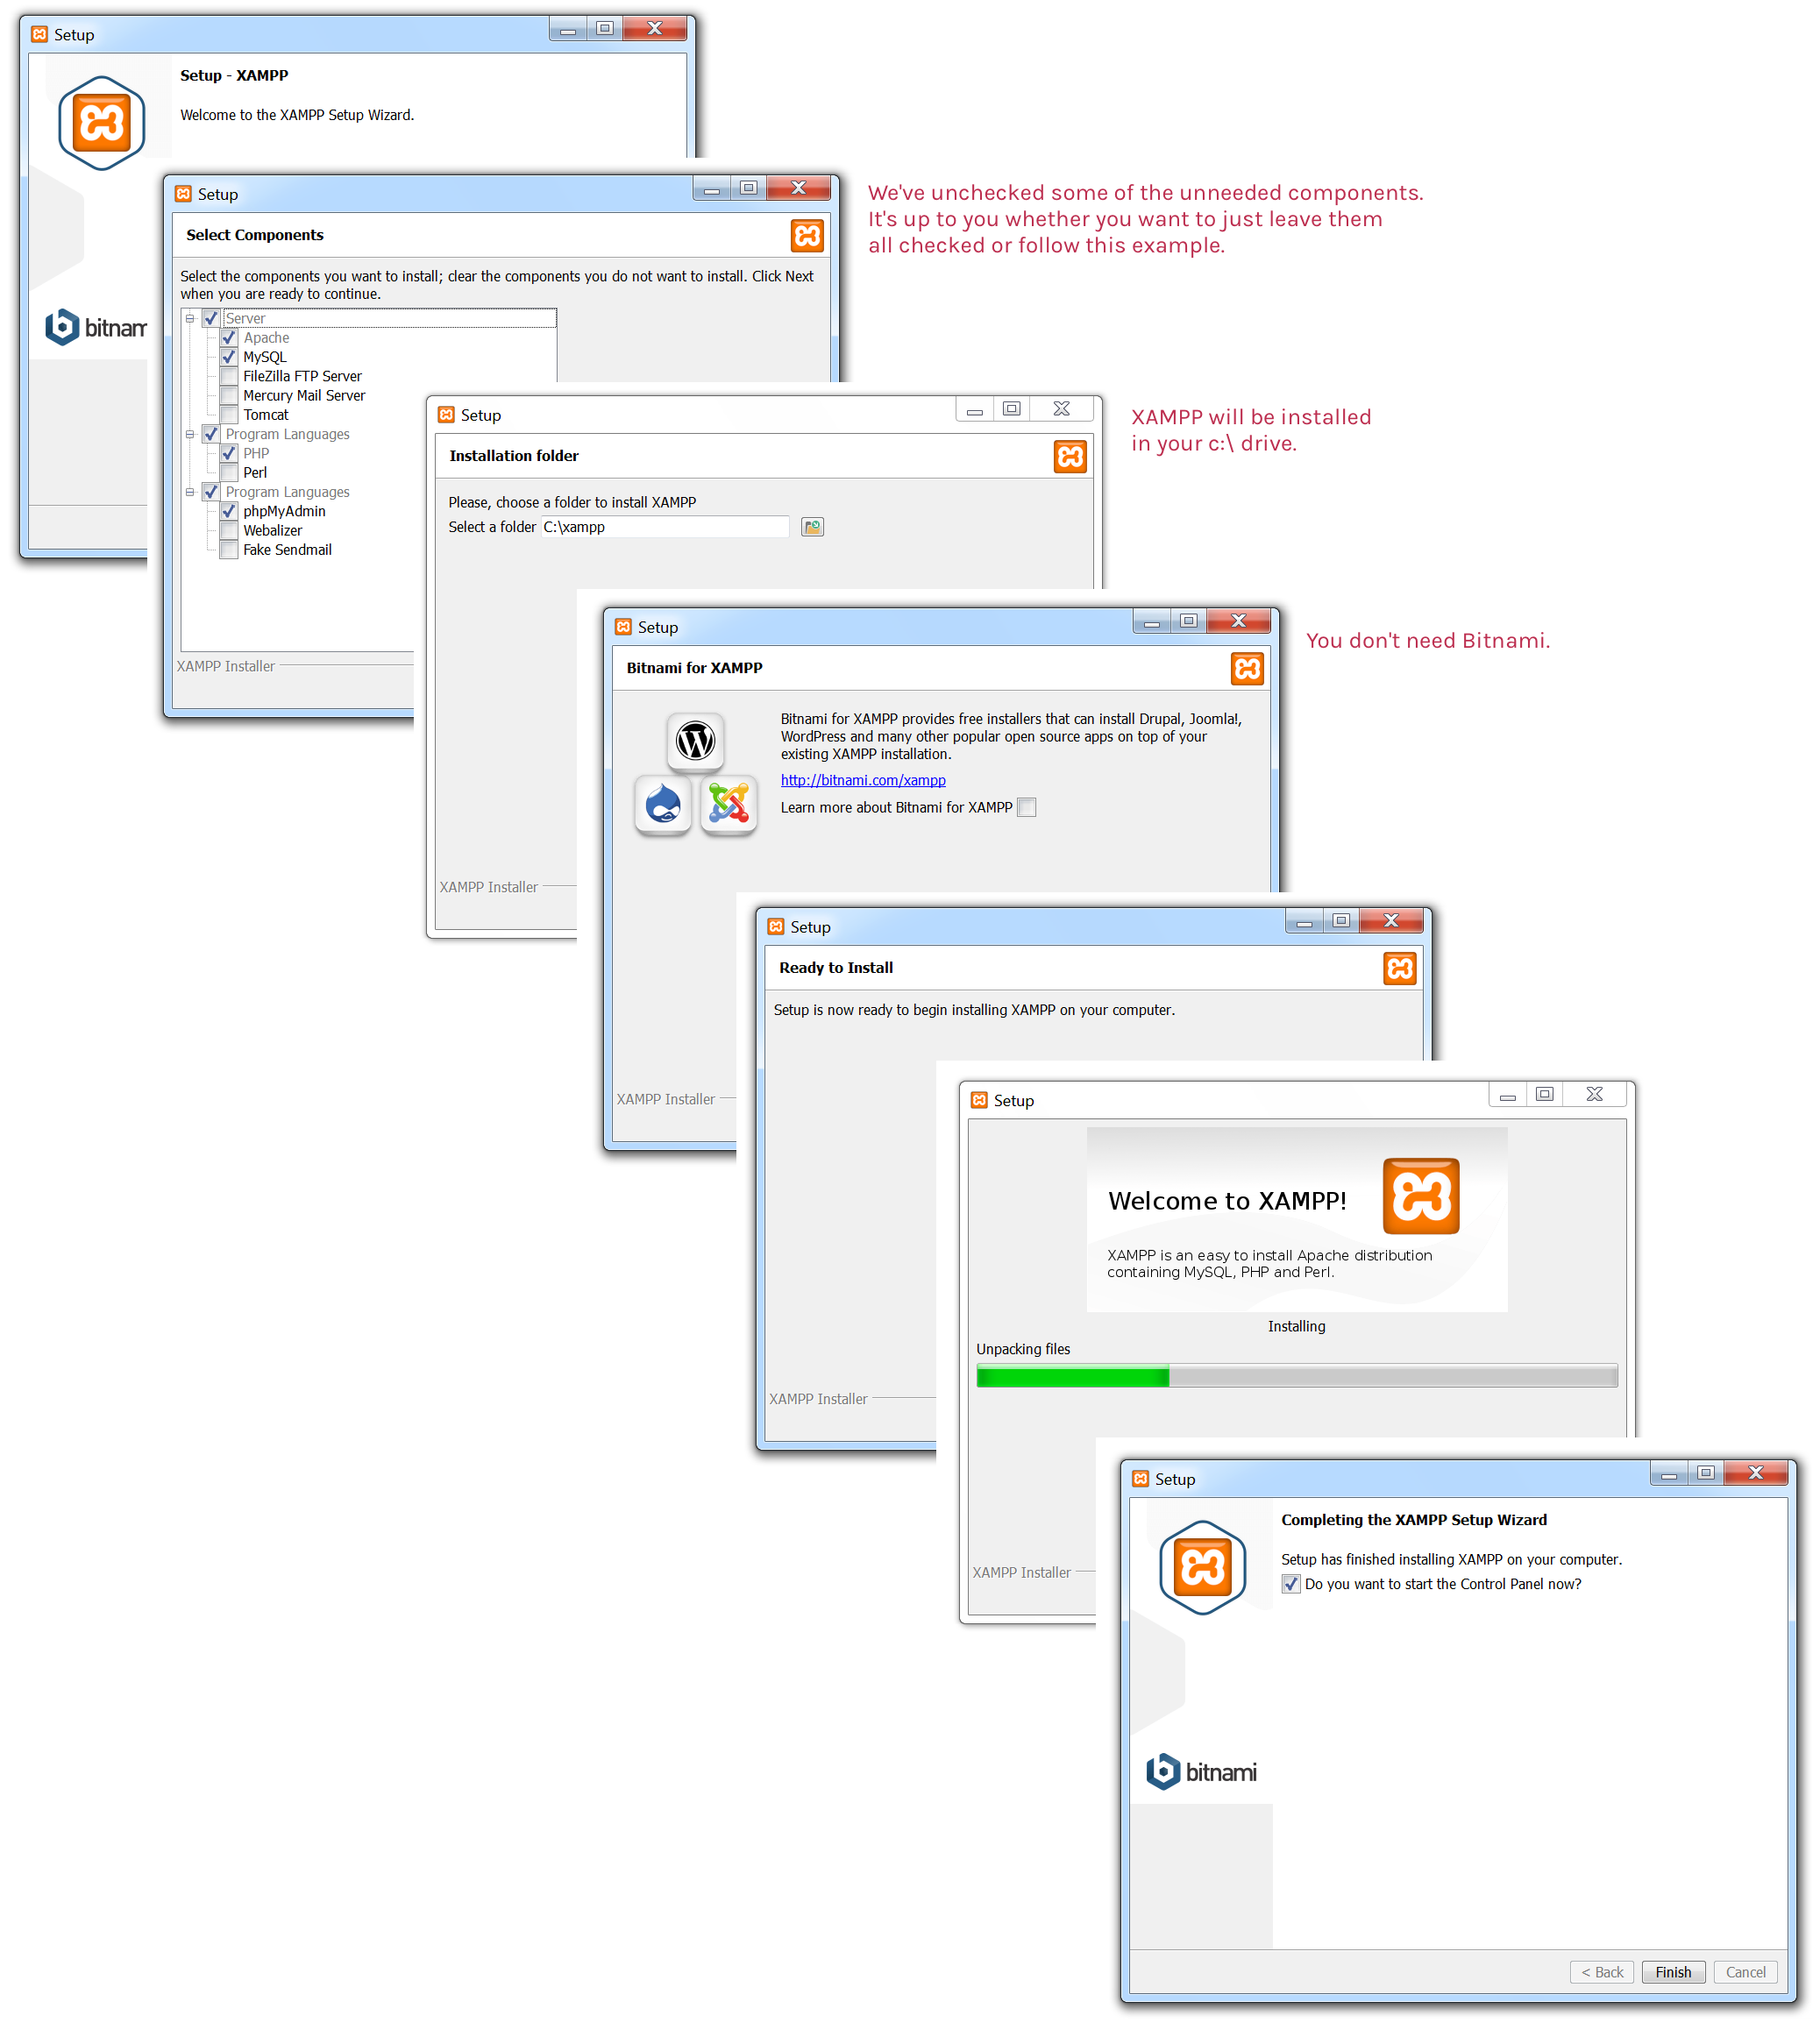 Setup
Setup - XAMPP
Welcome to the XAMPP Setup Wizard.
bitnam
Setup
Select Components
Select the components you want to install; clear the components you do not want to install. Click Next
when you are ready to continue.
Server
Apache
MySQL
FileZilla FTP Server
Mercury Mail Server
Tomcat
Program Languages
PHP
Perl
Program Languages
phpMyAdmin
Webalizer
Fake Sendmail
XAMPP Installer
We've unchecked some of the unneeded components.
It's up to you whether you want to just leave them
all checked or follow this example.
Setup
Installation folder
Please, choose a folder to install XAMPP
Select a folder C:\xampp
XAMPP Installer
XAMPP will be installed
in your c:\ drive.
Setup
Bitnami for XAMPP
Bitnami for XAMPP provides free installers that can install Drupal, Joomla!,
WordPress and many other popular open source apps on top of your
existing XAMPP installation.
http://bitnami.com/xampp
Learn more about Bitnami for XAMPP
XAMPP Installer
You don't need Bitnami.
Setup
Ready to Install
Setup is now ready to begin installing XAMPP on your computer.
XAMPP Installer
Setup
Welcome to XAMPP!
XAMPP is an easy to install Apache distribution
containing MySQL, PHP and Perl.
Installing
Unpacking files
XAMPP Installer
Setup
Completing the XAMPP Setup Wizard
Setup has finished installing XAMPP on your computer.
Do you want to start the Control Panel now?
bitnami
< Back Finish Cancel